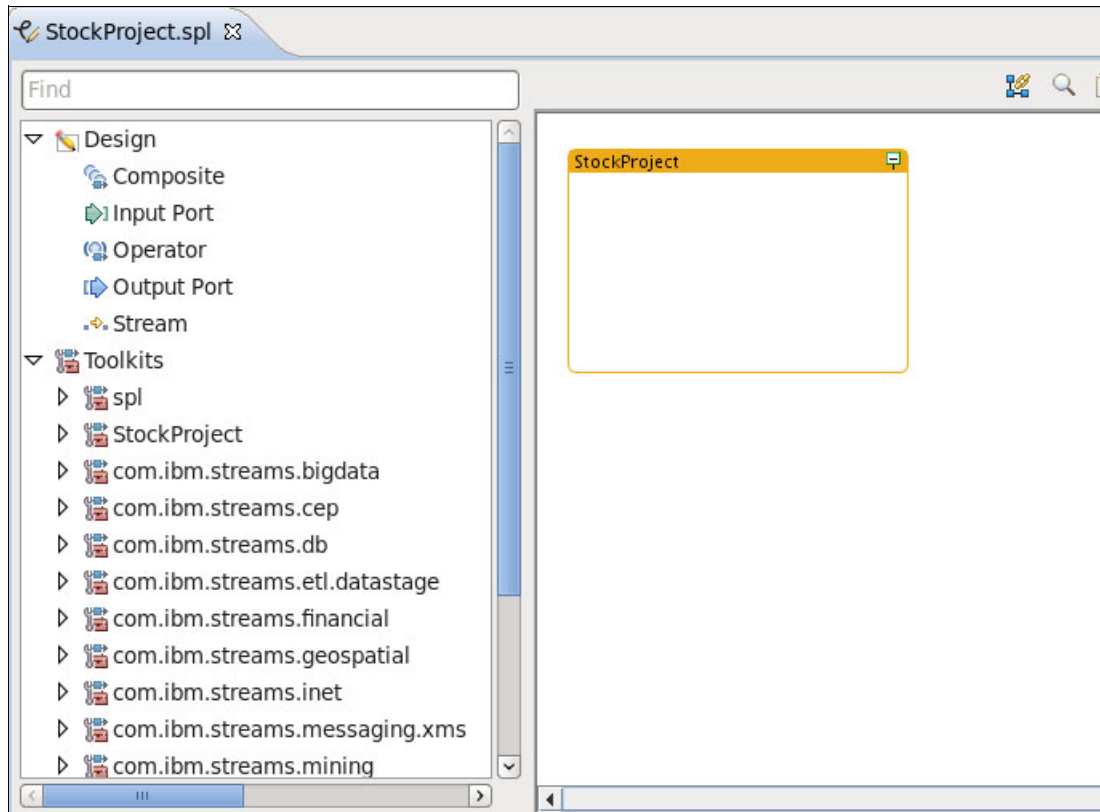 StockProject.spl
Find
Design
Composite
Input Port
Operator
Output Port
Stream
Toolkits
spl
StockProject
com.ibm.streams.bigdata
com.ibm.streams.cep
com.ibm.streams.db
com.ibm.streams.etl.datastage
com.ibm.streams.financial
com.ibm.streams.geospatial
com.ibm.streams.inet
com.ibm.streams.messaging.xms
com.ibm.streams.mining
StockProject